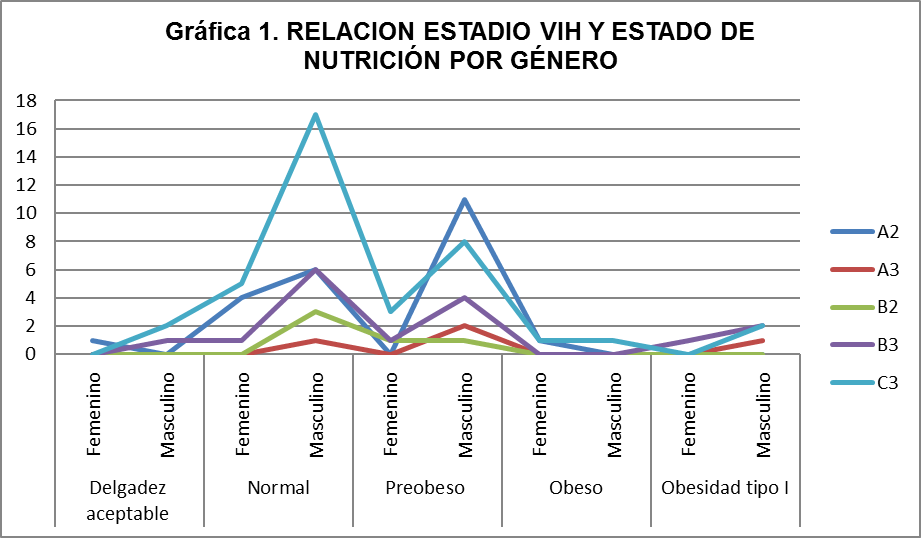 Gráfica 1. RELACION ESTADIO VIH Y ESTADO DE
NUTRICIÓN POR GÉNERO
18
16
14
12
10
8
6
4
2
0
Femenino
Masculino
Femenino
Masculino
Femenino
Masculino
Femenino
Masculino
Femenino
Masculino
Delgadez
aceptable
Normal
Preobeso
Obeso
Obesidad tipo I
A2
A3
B2
B3
C3